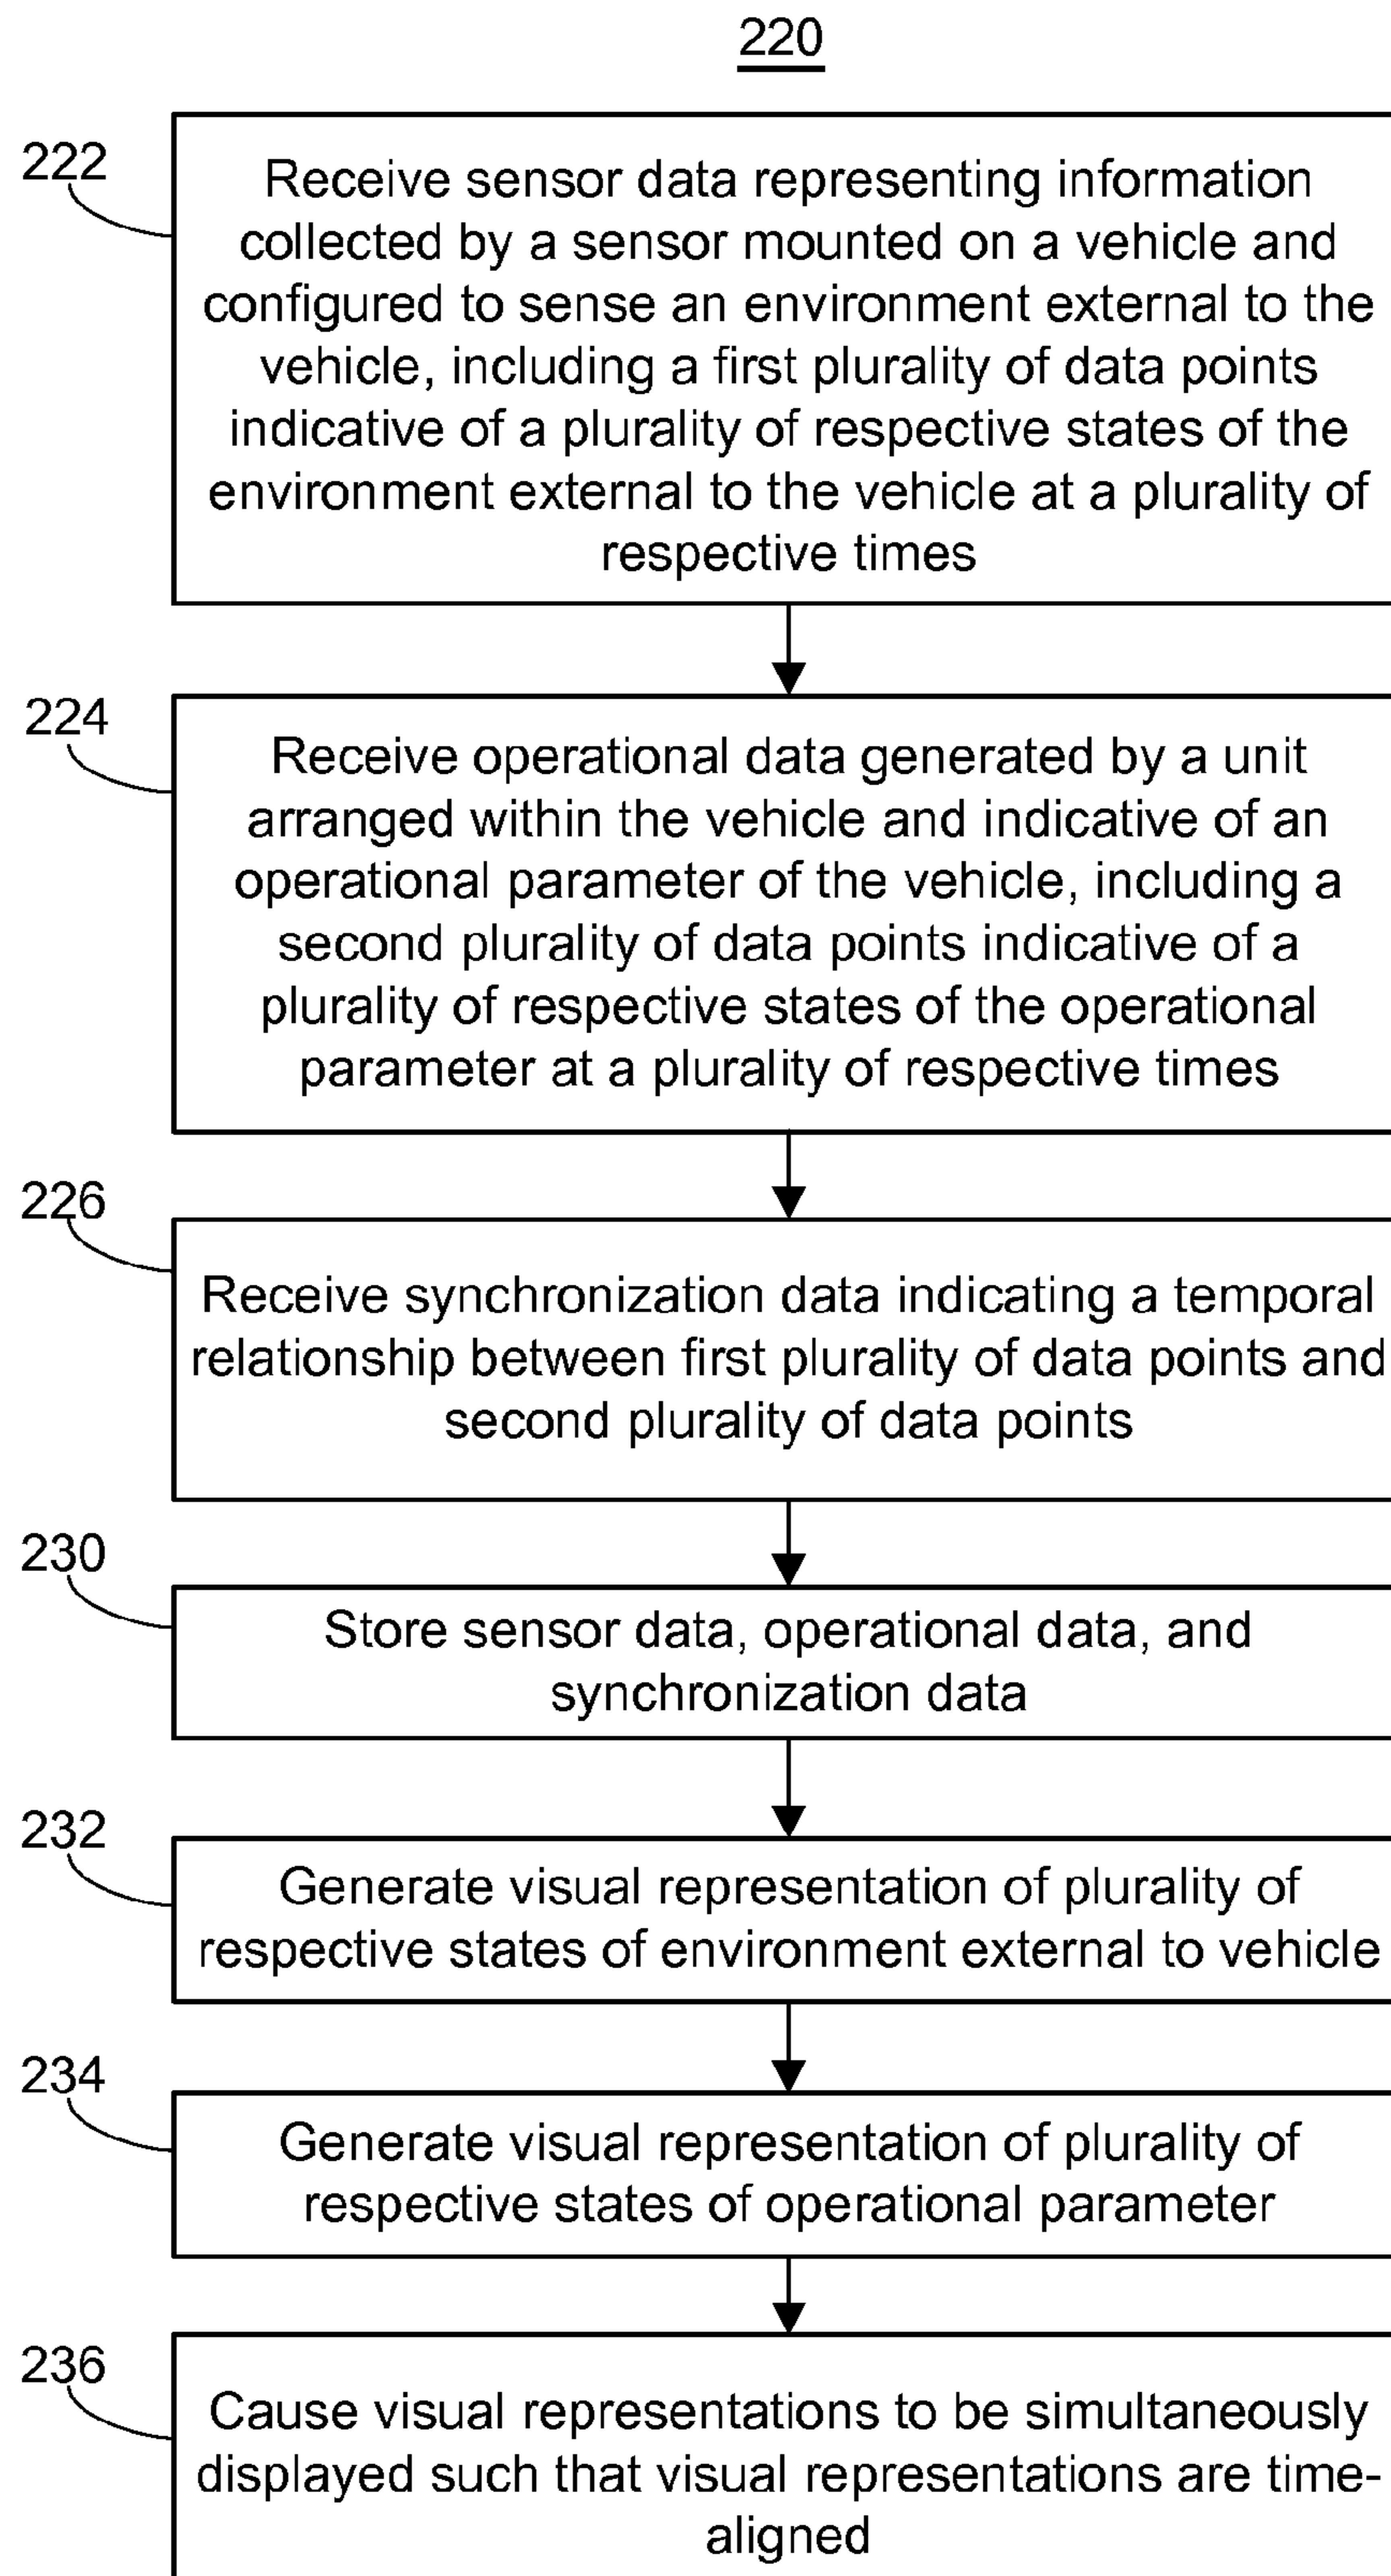 220
222
Receive sensor data representing information
collected by a sensor mounted on a vehicle and
configured to sense an environment external to the
vehicle, including a first plurality of data points
indicative of a plurality of respective states of the
environment external to the vehicle at a plurality of
respective times
224
Receive operational data generated by a unit
arranged within the vehicle and indicative of an
operational parameter of the vehicle, including a
second plurality of data points indicative of a
plurality of respective states of the operational
parameter at a plurality of respective times
226
Receive synchronization data indicating a temporal
relationship between first plurality of data points and
second plurality of data points
230
Store sensor data, operational data, and
synchronization data
232
Generate visual representation of plurality of
respective states of environment external to vehicle
234
Generate visual representation of plurality of
respective states of operational parameter
236
Cause visual representations to be simultaneously
displayed such that visual representations are time-
aligned